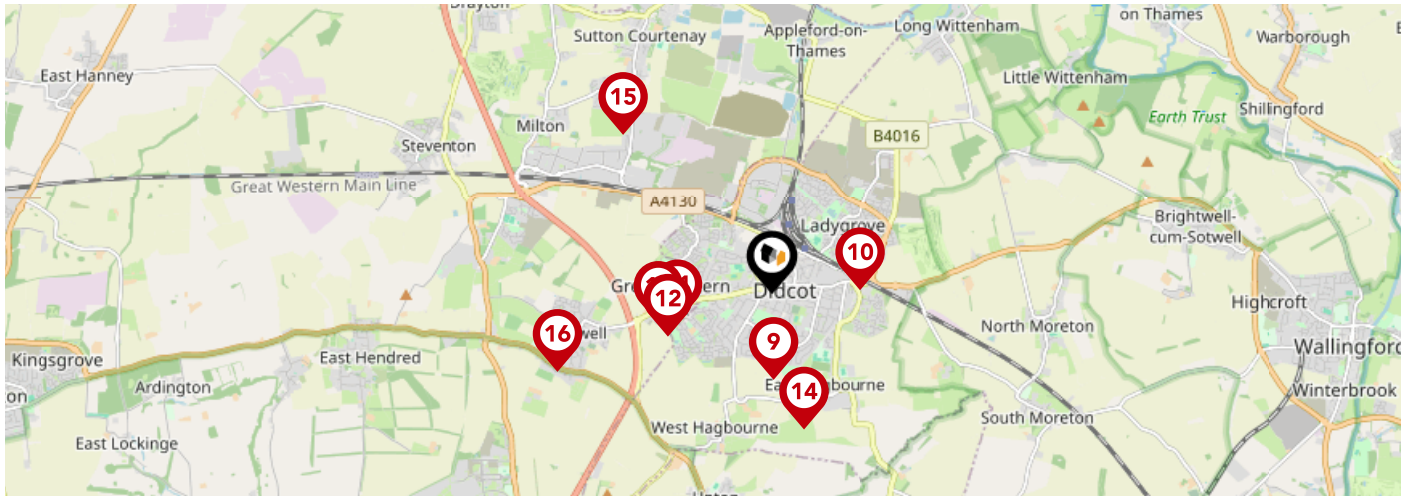 Drayton
on Thames
Sutton Courtenay
Appleford-on-
Thames
Long Wittenham
Warborough
East Hanney
Little Wittenham
15
Earth Trust
Shillingford
Milton
B4016
Steventon
Great Western Main Line
A4130
Brightwell-
cum-Sotwell
Ladygrove
10
Didcot
12
Highcroft
North Moreton
16
9
Wallingford
Kingsgrove
East Hendred
Ardington
14
Winterbrook
on
West Hagbourne
South Moreton
East Lockinge